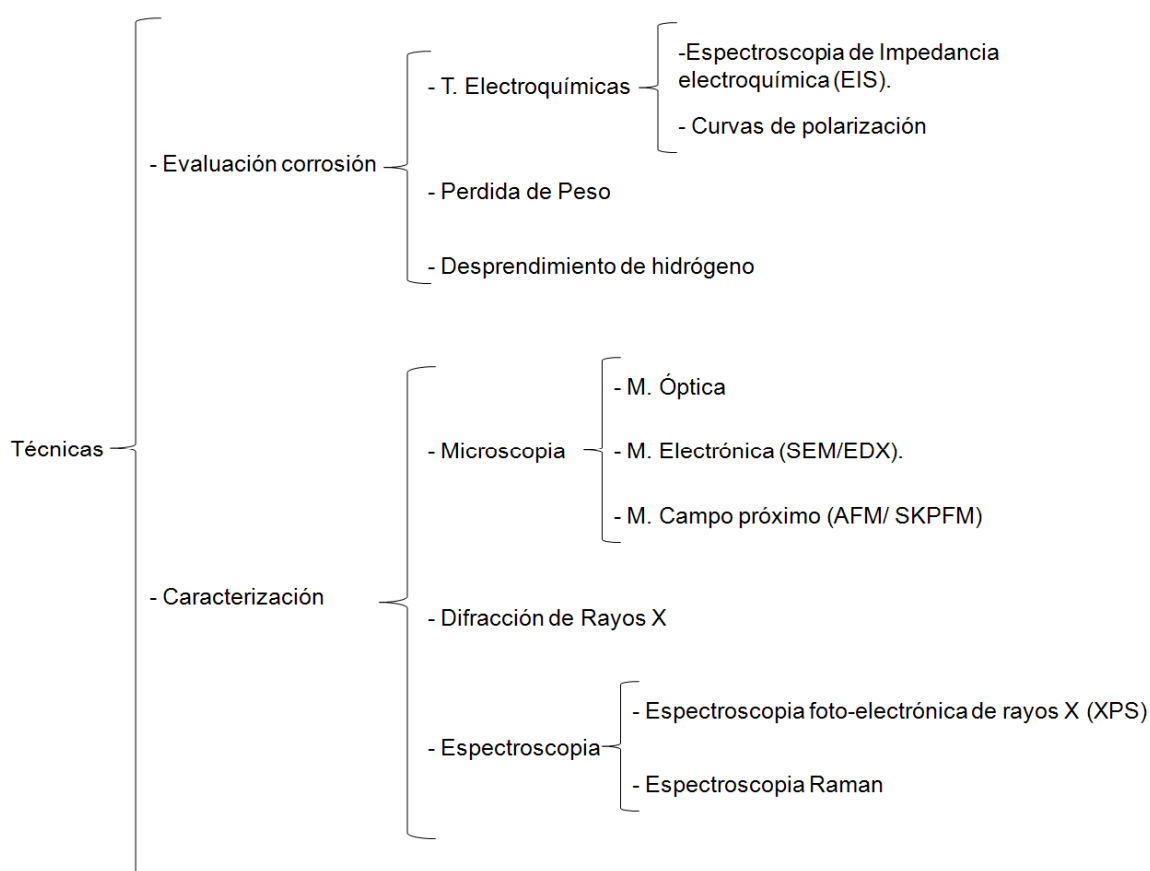 Técnicas
- Evaluación corrosión
- T. Electroquímicas
-Espectroscopia de Impedancia
electroquímica (EIS).
- Curvas de polarización
- Perdida de Peso
- Desprendimiento de hidrógeno
- Caracterización
- Microscopia
- M. Óptica
- M. Electrónica (SEM/EDX).
- M. Campo próximo (AFM/ SKPFM)
- Difracción de Rayos X
- Espectroscopia
- Espectroscopia foto-electrónica de rayos X (XPS)
- Espectroscopia Raman